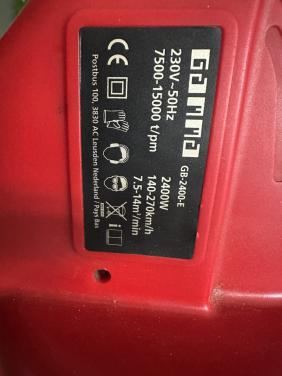 GAMMA
GB-2400-E
230V~50Hz
2400W
7500-15000 t/pm
140-270km/h
7.5-14m³/min
CE
Postbus 100, 3830 AC Leusden Nederland / Pays Bas